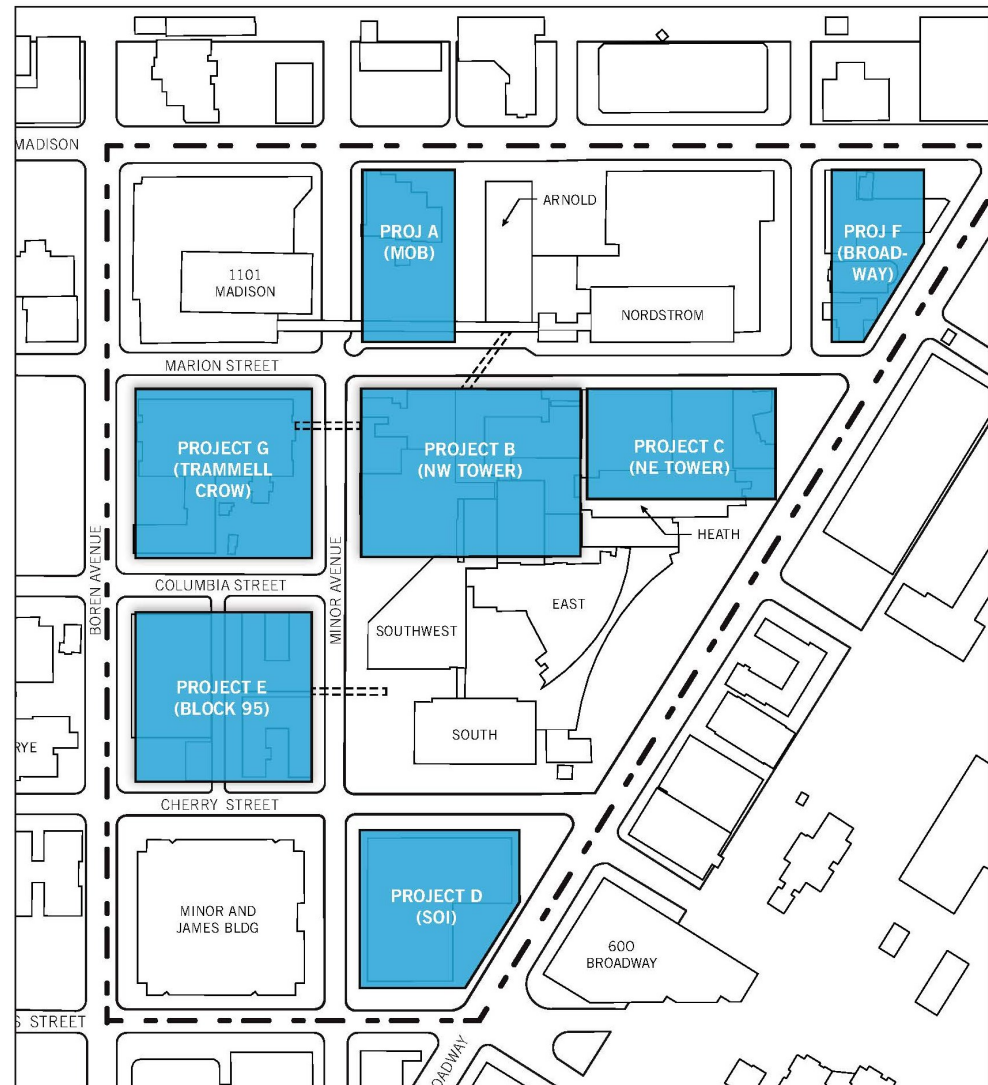 MADISON
ARNOLD
PROJ A
(MOB)
PROJ F
(BROAD-
WAY)
1101
MADISON
NORDSTROM
MARION STREET
PROJECT G
(TRAMMELL
CROW)
PROJECT B
(NW TOWER)
PROJECT C
(NE TOWER)
HEATH
BOREN AVENUE
MINOR AVENUE
COLUMBIA STREET
EAST
SOUTHWEST
PROJECT E
(BLOCK 95)
RYE
SOUTH
CHERRY STREET
PROJECT D
(SOI)
MINOR AND
JAMES BLDG
600
BROADWAY
S STREET
OADWAY